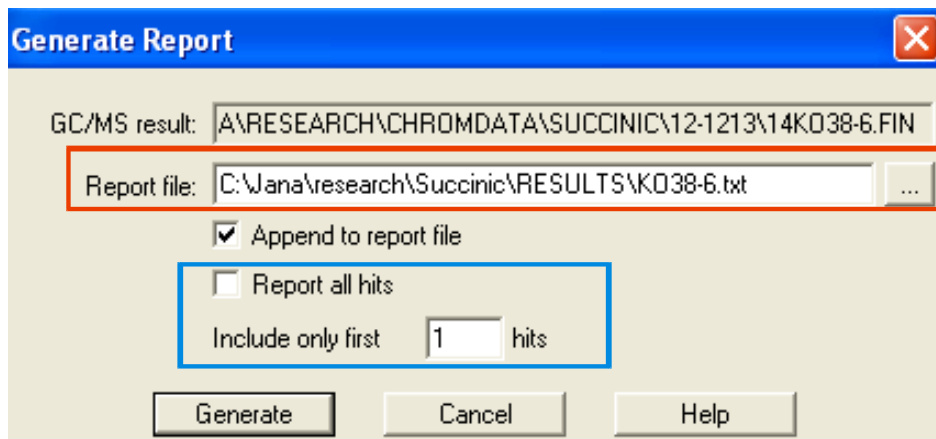 Generate Report
GC/MS result: A\RESEARCH\CHROMDATA\SUCCINIC\12-1213\14KO38-6.FIN
Report file: C:\Jana\research\Succinic\RESULTS\KO38-6.txt ...
Append to report file
Report all hits
Include only first 1 hits
Generate Cancel Help